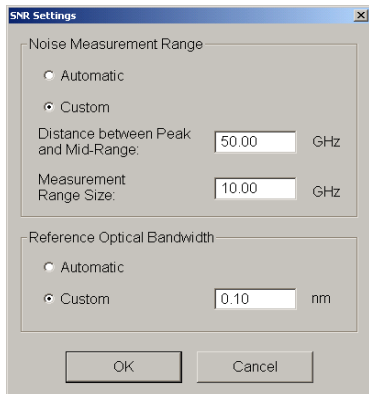 SNR Settings
Noise Measurement Range
Automatic
Custom
Distance between Peak
and Mid-Range: 50.00 GHz
Measurement
Range Size: 10.00 GHz
Reference Optical Bandwidth
Automatic
Custom 0.10 nm
OK Cancel